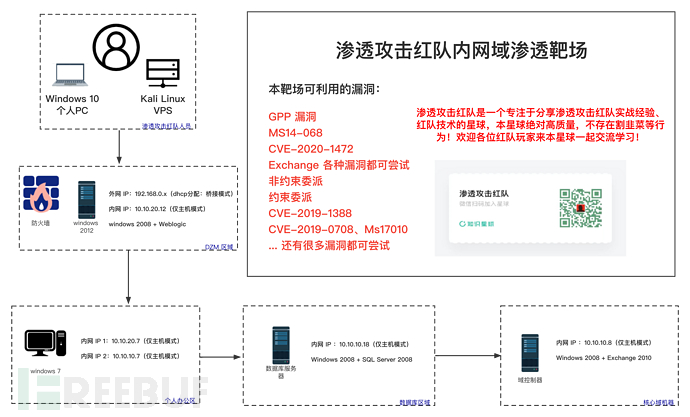 渗透攻击红队内网域渗透靶场
本靶场可利用的漏洞：
GPP 漏洞
MS14-068
CVE-2020-1472
Exchange 各种漏洞都可尝试
非约束委派
约束委派
CVE-2019-1388
CVE-2019-0708、Ms17010
... 还有很多漏洞都可尝试
渗透攻击红队是一个专注于分享渗透攻击红队实战经验、
红队技术的星球，本星球绝对高质量，不存在割韭菜等行
为！欢迎各位红队玩家来本星球一起交流学习！
渗透攻击红队
微信扫码加入星球
知识星球
Windows 10
个人PC
Kali Linux
VPS
渗透攻击红队人员
防火墙
windows
2012
外网 IP：192.168.0.x（dhcp分配：桥接模式）
内网 IP：10.10.20.12（仅主机模式）
windows 2008 + Weblogic
DZM 区域
windows 7
内网 IP 1：10.10.20.7（仅主机模式）
内网 IP 2：10.10.10.7（仅主机模式）
个人办公区
数据库服务
器
内网 IP ：10.10.10.18（仅主机模式）
Windows 2008 + SQL Server 2008
数据库区域
域控制器
内网 IP ：10.10.10.8（仅主机模式）
Windows 2008 + Exchange 2010
核心域机器
FREEBUF